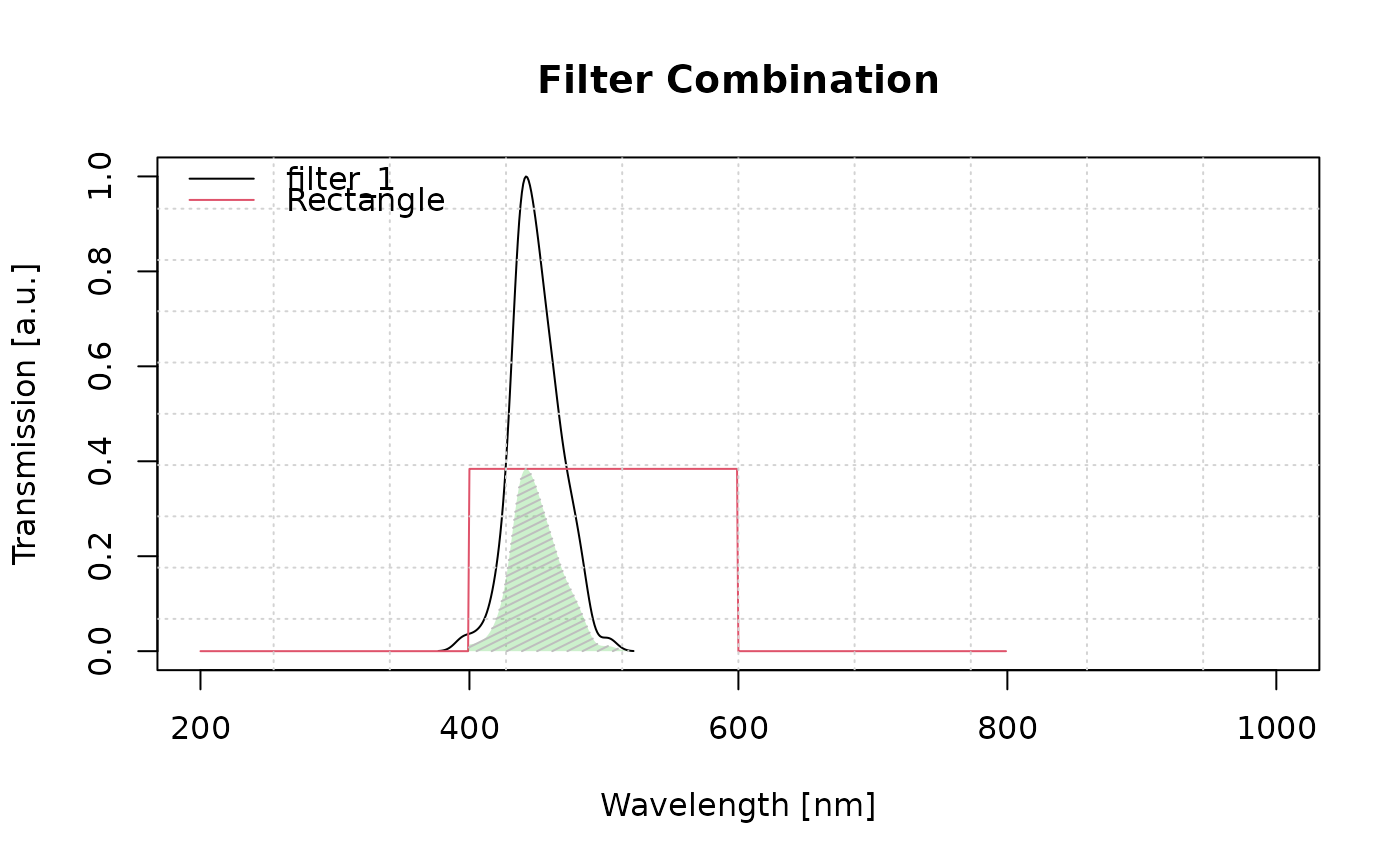 Filter Combination
filter_1
Rectangle
Transmission [a.u.]
1.0
0.8
0.6
0.4
0.2
0.0
200 400 600 800 1000
Wavelength [nm]